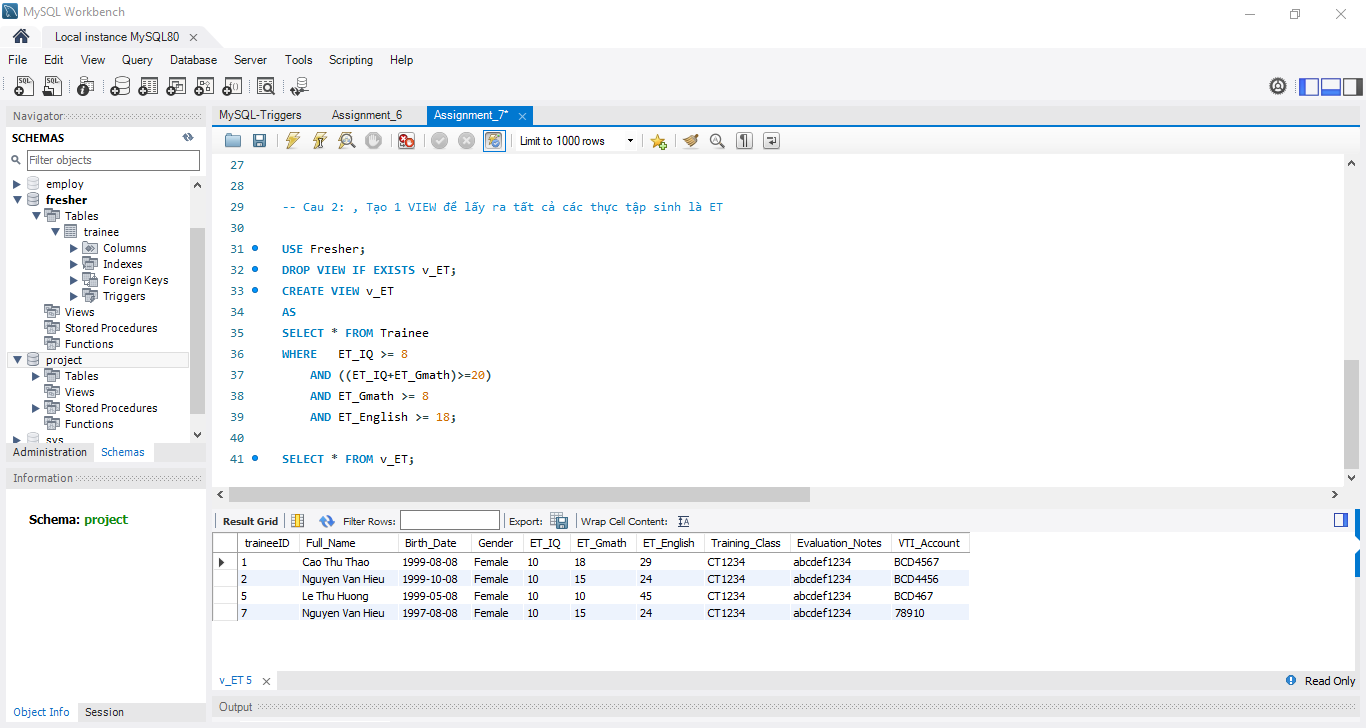 MySQL Workbench
Local instance MySQL80
File Edit View Query Database Server Tools Scripting Help
Navigator
SCHEMAS
Filter objects
employ
fresher
Tables
trainee
Columns
Indexes
Foreign Keys
Triggers
Views
Stored Procedures
Functions
project
Tables
Views
Stored Procedures
Functions
sys
Administration Schemas
Information
Schema: project
Object Info Session
MySQL-Triggers Assignment_6 Assignment_7*
Limit to 1000 rows
27
28
29 -- Cau 2: , Tạo 1 VIEW để lấy ra tất cả các thực tập sinh là ET
30
31 USE Fresher;
32 DROP VIEW IF EXISTS v_ET;
33 CREATE VIEW v_ET
34 AS
35 SELECT * FROM Trainee
36 WHERE ET_IQ >= 8
37 AND ((ET_IQ+ET_Gmath)>=20)
38 AND ET_Gmath >= 8
39 AND ET_English >= 18;
40
41 SELECT * FROM v_ET;
Result Grid Filter Rows: Export: Wrap Cell Content:
traineeID Full_Name Birth_Date Gender ET_IQ ET_Gmath ET_English Training_Class Evaluation_Notes VTI_Account
1 Cao Thu Thao 1999-08-08 Female 10 18 29 CT1234 abcdef1234 BCD4567
2 Nguyen Van Hieu 1999-10-08 Female 10 15 24 CT1234 abcdef1234 BCD4456
5 Le Thu Huong 1999-05-08 Female 10 10 45 CT1234 abcdef1234 BCD467
7 Nguyen Van Hieu 1997-08-08 Female 10 15 24 CT1234 abcdef1234 78910
v_ET 5
Read Only
Output